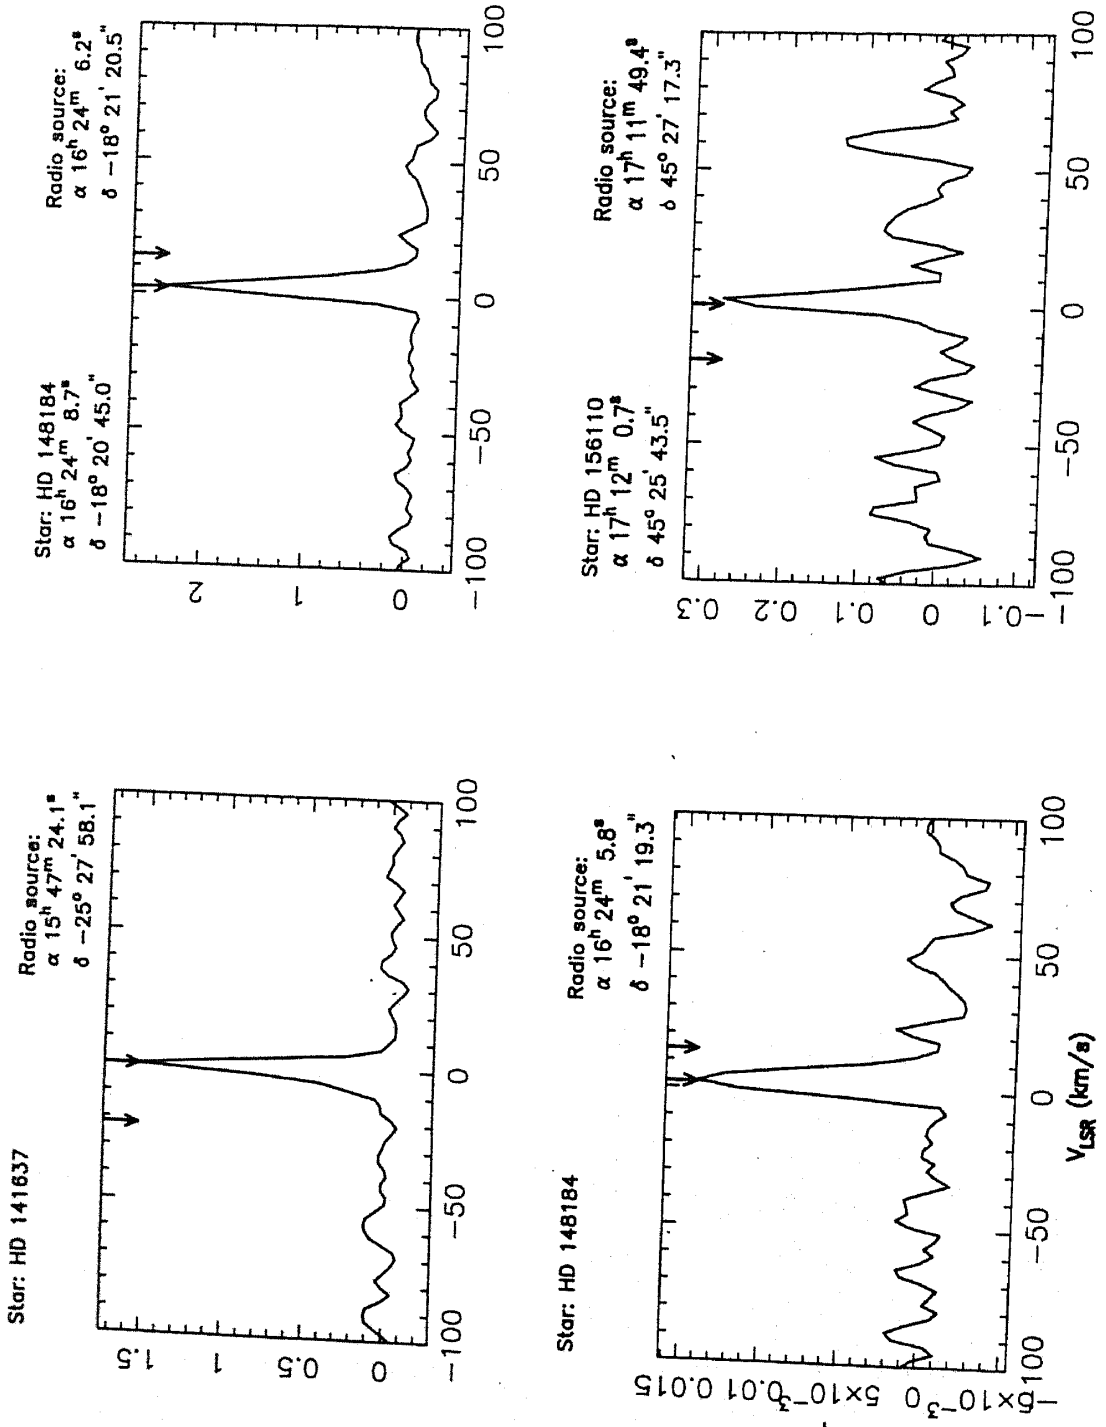 Star: HD 141637
Radio source:
α 15ʰ 47ᵐ 24.1ˢ
δ −25° 27' 58.1"
1.5
1
0.5
0
−100
−50
0
50
100
Star: HD 148184
α 16ʰ 24ᵐ 8.7ˢ
δ −18° 20' 45.0"
Radio source:
α 16ʰ 24ᵐ 6.2ˢ
δ −18° 21' 20.5"
2
1
0
−100
−50
0
50
100
Star: HD 148184
Radio source:
α 16ʰ 24ᵐ 5.8ˢ
δ −18° 21' 19.3"
0.015
0.01
5×10⁻³
0
−5×10⁻³
−100
−50
0
50
100
V_LSR (km/s)
Star: HD 156110
α 17ʰ 12ᵐ 0.7ˢ
δ 45° 25' 43.5"
Radio source:
α 17ʰ 11ᵐ 49.4ˢ
δ 45° 27' 17.3"
0.3
0.2
0.1
0
−0.1
−100
−50
0
50
100